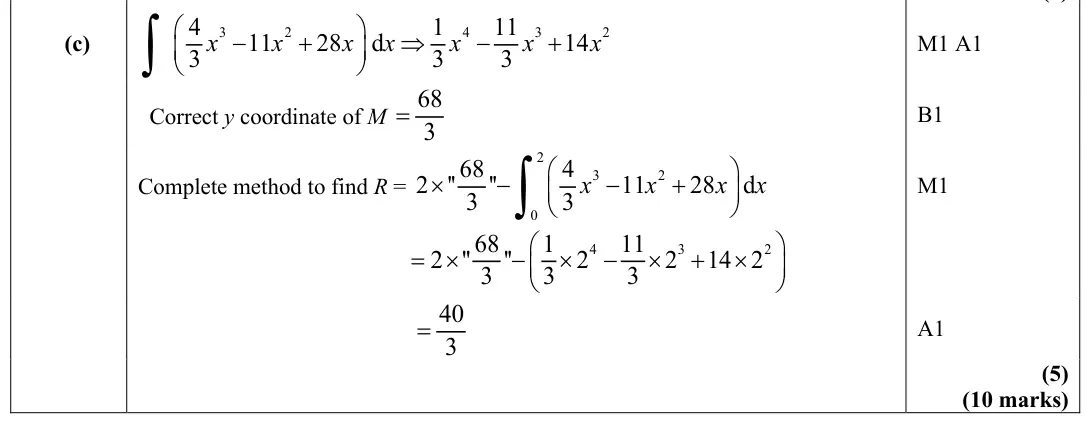 (c) ∫ (4/3 x³ − 11x² + 28x) dx ⇒ 1/3 x⁴ − 11/3 x³ + 14x² M1 A1
Correct y coordinate of M = 68/3 B1
Complete method to find R = 2 × "68/3" − ∫₀² (4/3 x³ − 11x² + 28x) dx M1
= 2 × "68/3" − (1/3 × 2⁴ − 11/3 × 2³ + 14 × 2²)
= 40/3 A1
(5)
(10 marks)